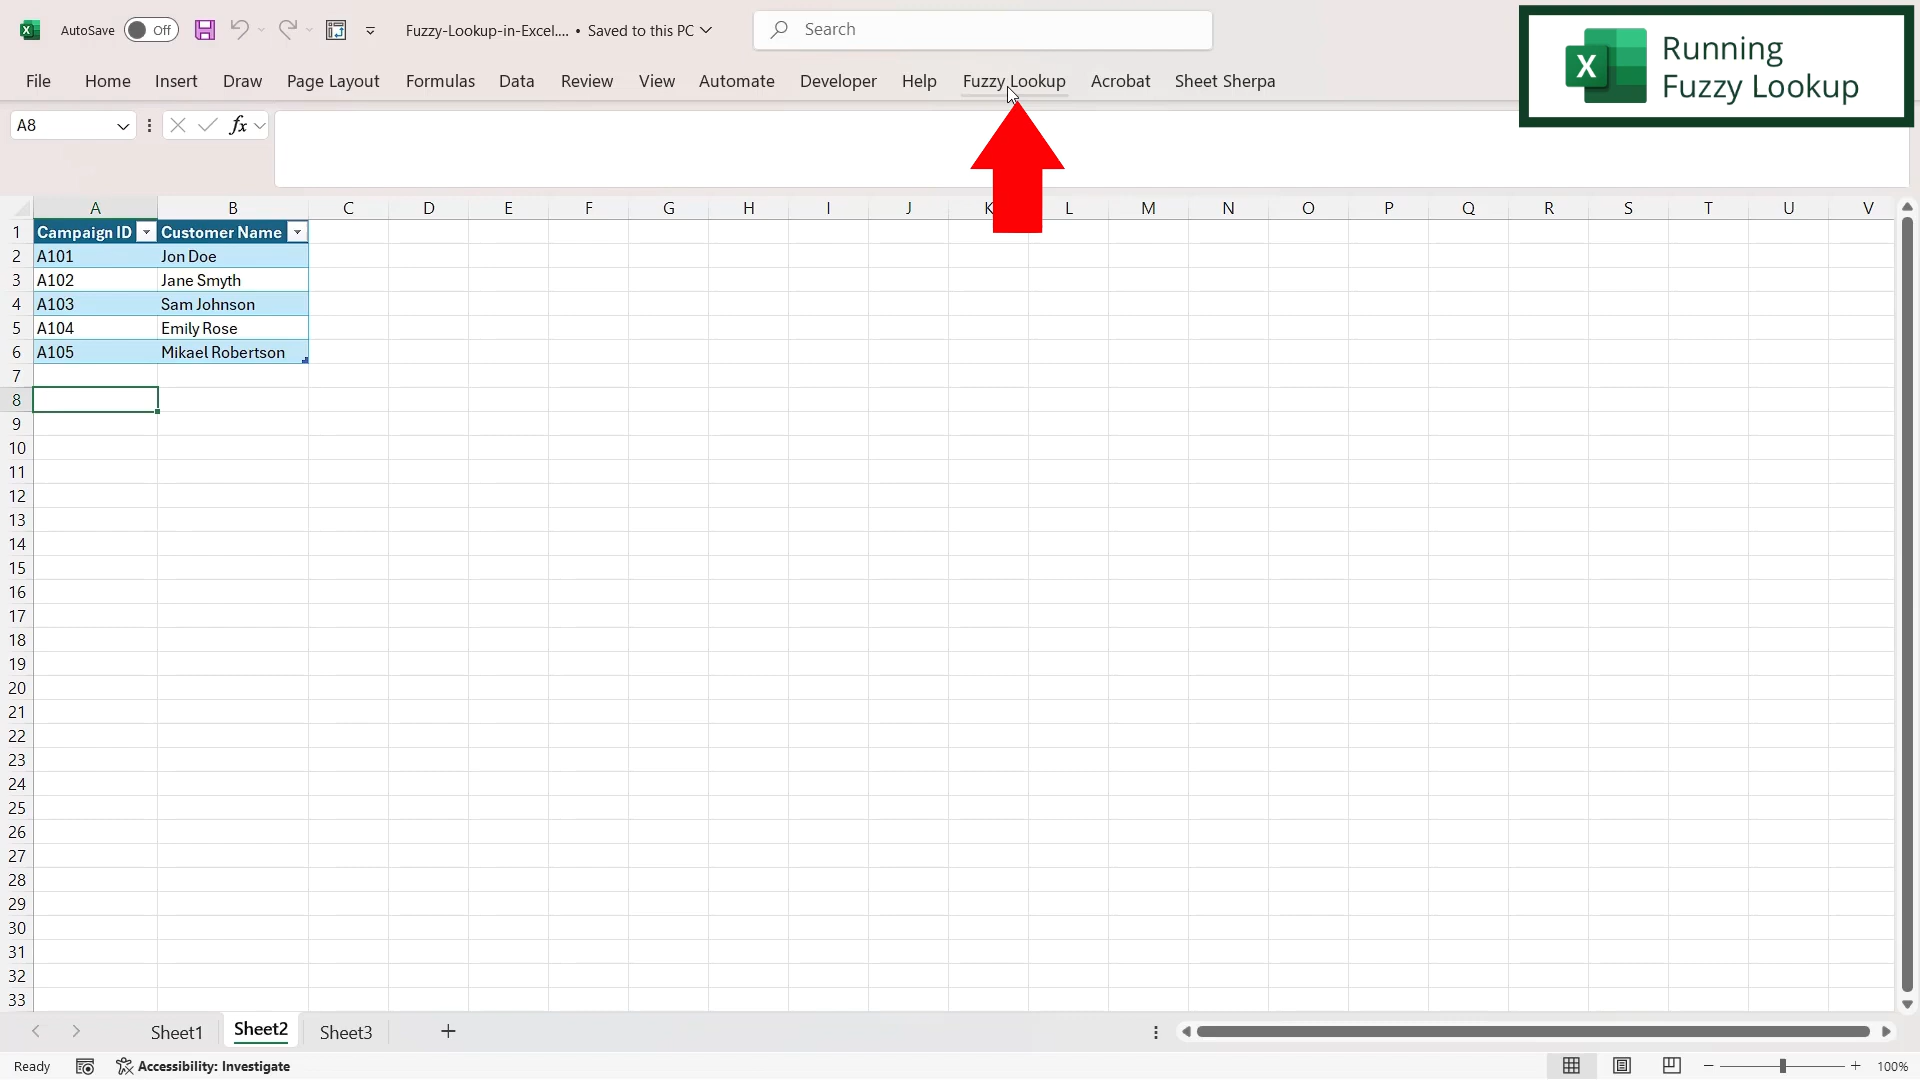 AutoSave Off Fuzzy-Lookup-in-Excel.... • Saved to this PC Search
File Home Insert Draw Page Layout Formulas Data Review View Automate Developer Help Fuzzy Lookup Acrobat Sheet Sherpa
Running
Fuzzy Lookup
A8 fx
A B C D E F G H I J K L M N O P Q R S T U V
1 Campaign ID Customer Name
2 A101 Jon Doe
3 A102 Jane Smyth
4 A103 Sam Johnson
5 A104 Emily Rose
6 A105 Mikael Robertson
7
8
9
10
11
12
13
14
15
16
17
18
19
20
21
22
23
24
25
26
27
28
29
30
31
32
33
Sheet1 Sheet2 Sheet3
Ready Accessibility: Investigate 100%